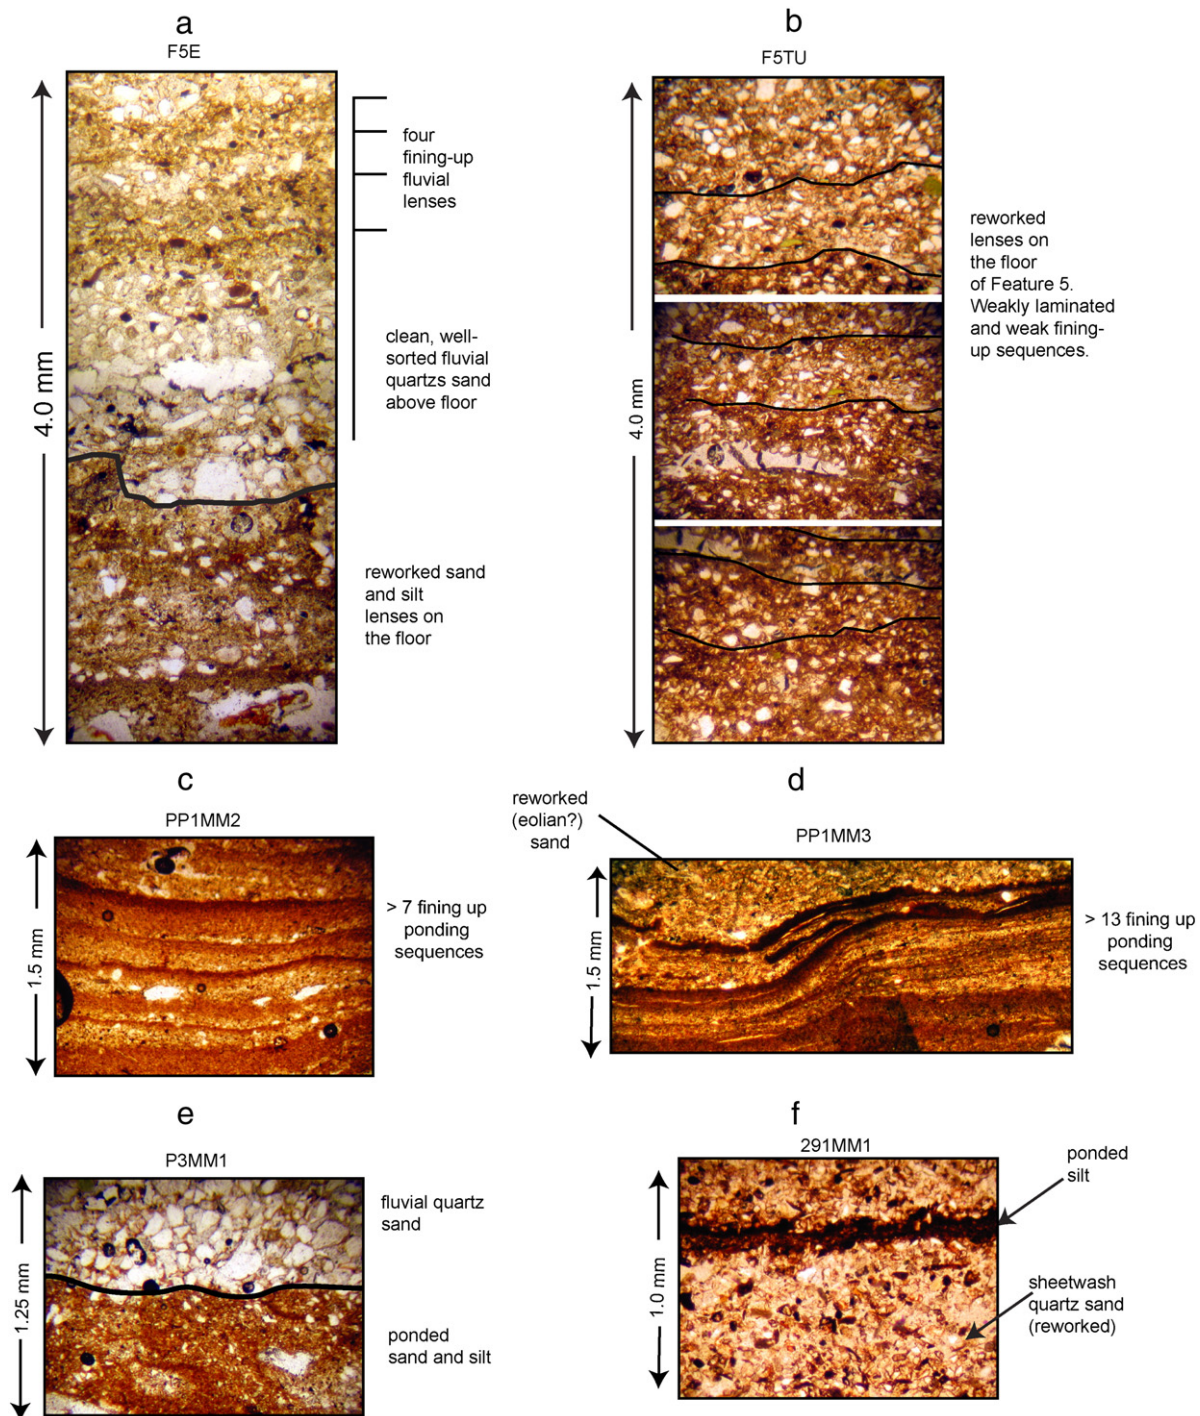 a
F5E
4.0 mm
four
fining-up
fluvial
lenses
clean, well-
sorted fluvial
quartzs sand
above floor
reworked sand
and silt
lenses on
the floor
b
F5TU
4.0 mm
reworked
lenses on
the floor
of Feature 5.
Weakly laminated
and weak fining-
up sequences.
c
PP1MM2
1.5 mm
> 7 fining up
ponding
sequences
d
reworked
(eolian?)
sand
PP1MM3
1.5 mm
> 13 fining up
ponding
sequences
e
P3MM1
1.25 mm
fluvial quartz
sand
ponded
sand and silt
f
291MM1
1.0 mm
ponded
silt
sheetwash
quartz sand
(reworked)